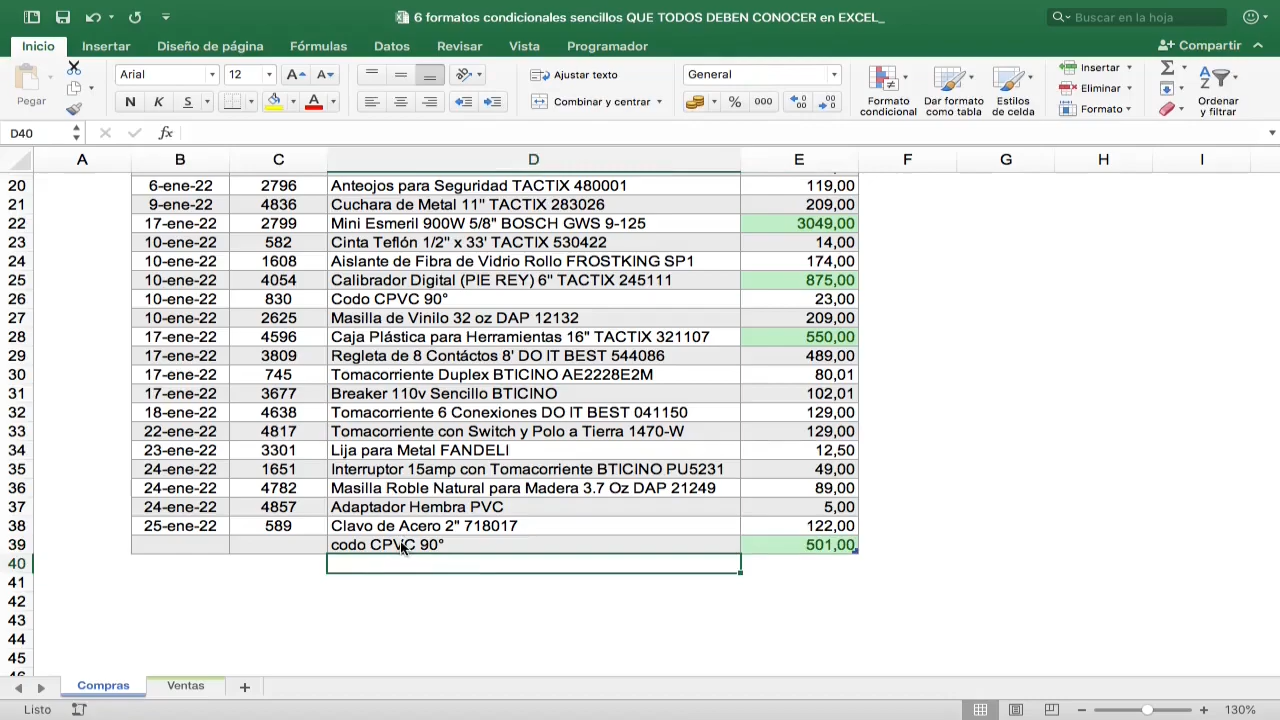 6 formatos condicionales sencillos QUE TODOS DEBEN CONOCER en EXCEL_
Buscar en la hoja
Inicio Insertar Diseño de página Fórmulas Datos Revisar Vista Programador
Compartir
Pegar
Arial 12
Ajustar texto
General
Insertar
N K S
Combinar y centrar
% 000
Eliminar
Formato
Formato condicional
Dar formato como tabla
Estilos de celda
Ordenar y filtrar
D40 fx
A B C D E F G H I
20 6-ene-22 2796 Anteojos para Seguridad TACTIX 480001 119,00
21 9-ene-22 4836 Cuchara de Metal 11" TACTIX 283026 209,00
22 17-ene-22 2799 Mini Esmeril 900W 5/8" BOSCH GWS 9-125 3049,00
23 10-ene-22 582 Cinta Teflón 1/2" x 33' TACTIX 530422 14,00
24 10-ene-22 1608 Aislante de Fibra de Vidrio Rollo FROSTKING SP1 174,00
25 10-ene-22 4054 Calibrador Digital (PIE REY) 6" TACTIX 245111 875,00
26 10-ene-22 830 Codo CPVC 90° 23,00
27 10-ene-22 2625 Masilla de Vinilo 32 oz DAP 12132 209,00
28 17-ene-22 4596 Caja Plástica para Herramientas 16" TACTIX 321107 550,00
29 17-ene-22 3809 Regleta de 8 Contáctos 8' DO IT BEST 544086 489,00
30 17-ene-22 745 Tomacorriente Duplex BTICINO AE2228E2M 80,01
31 17-ene-22 3677 Breaker 110v Sencillo BTICINO 102,01
32 18-ene-22 4638 Tomacorriente 6 Conexiones DO IT BEST 041150 129,00
33 22-ene-22 4817 Tomacorriente con Switch y Polo a Tierra 1470-W 129,00
34 23-ene-22 3301 Lija para Metal FANDELI 12,50
35 24-ene-22 1651 Interruptor 15amp con Tomacorriente BTICINO PU5231 49,00
36 24-ene-22 4782 Masilla Roble Natural para Madera 3.7 Oz DAP 21249 89,00
37 24-ene-22 4857 Adaptador Hembra PVC 5,00
38 25-ene-22 589 Clavo de Acero 2" 718017 122,00
39 codo CPVC 90° 501,00
40
41
42
43
44
45
Compras Ventas
Listo 130%